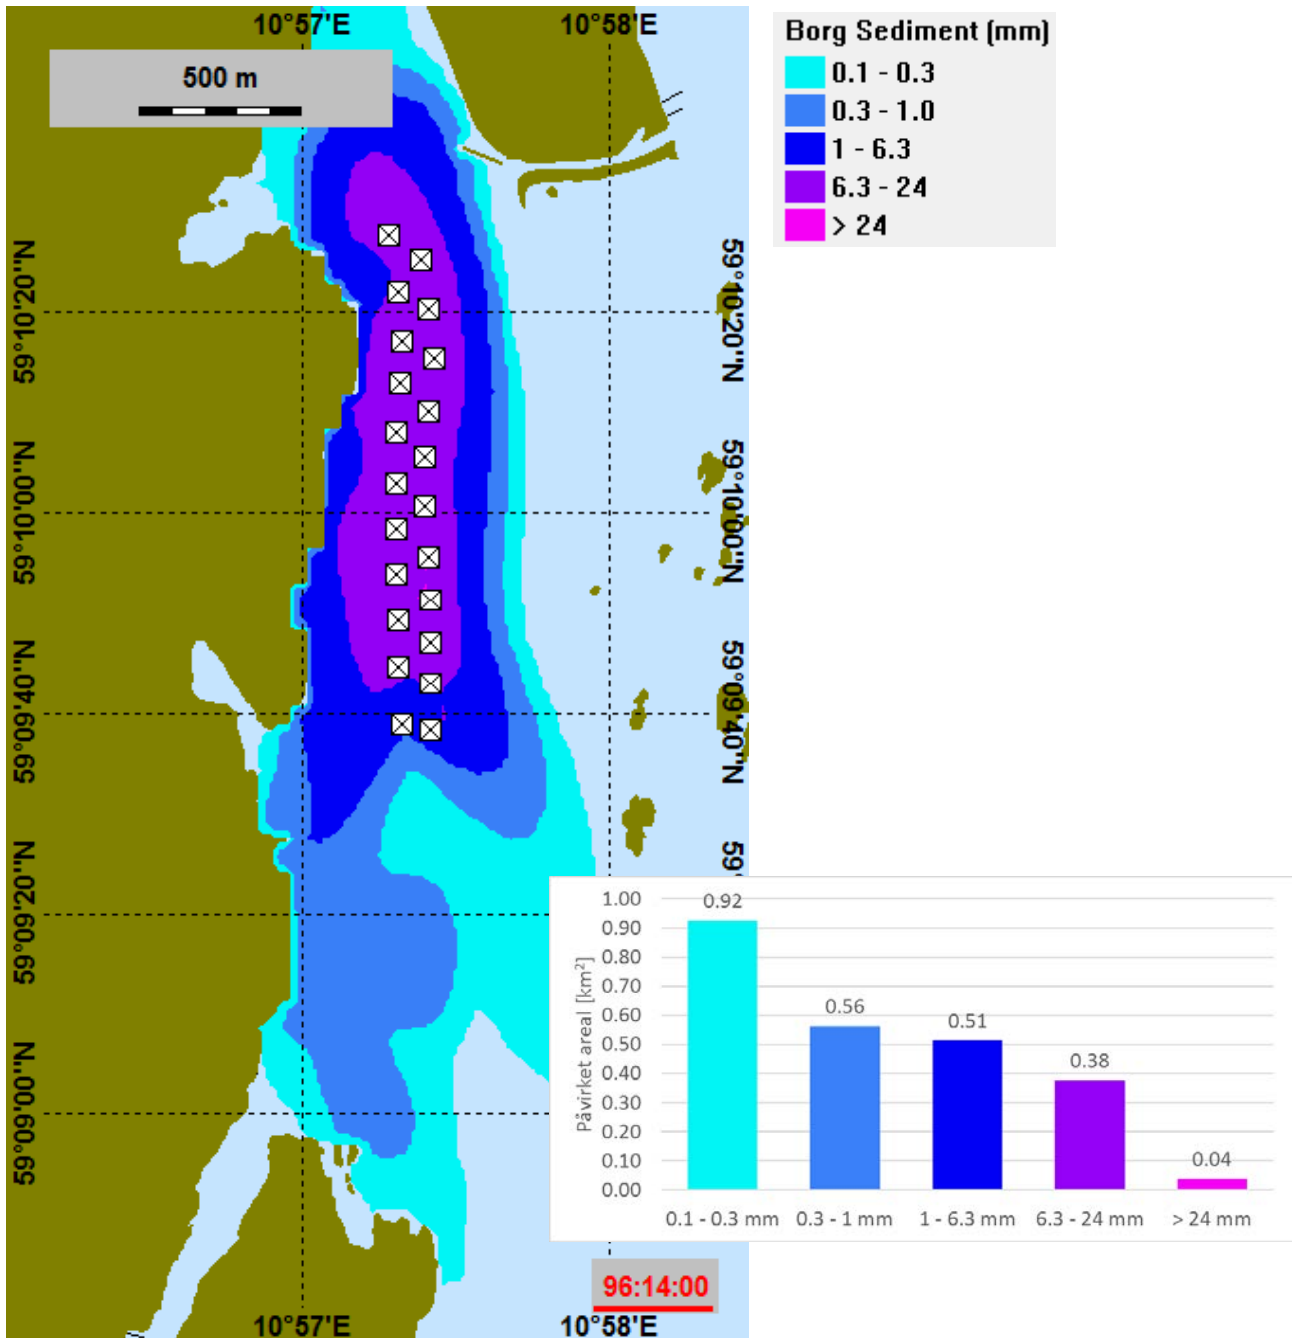 10°57'E
10°58'E
500 m
Borg Sediment (mm)
0.1 - 0.3
0.3 - 1.0
1 - 6.3
6.3 - 24
> 24
59°10'20"N
59°10'20"N
59°10'00"N
59°10'00"N
59°09'40"N
59°09'40"N
59°09'20"N
59°
59°09'00"N
Påvirket areal [km²]
1.00
0.90
0.80
0.70
0.60
0.50
0.40
0.30
0.20
0.10
0.00
0.92
0.56
0.51
0.38
0.04
0.1 - 0.3 mm
0.3 - 1 mm
1 - 6.3 mm
6.3 - 24 mm
> 24 mm
96:14:00
10°57'E
10°58'E